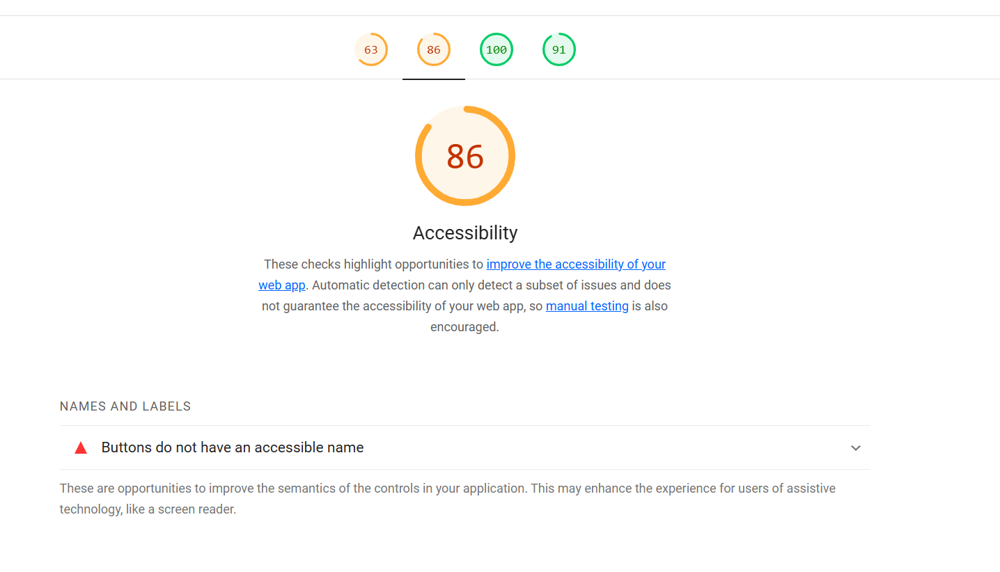 63 86 100 91
86
Accessibility
These checks highlight opportunities to improve the accessibility of your
web app. Automatic detection can only detect a subset of issues and does
not guarantee the accessibility of your web app, so manual testing is also
encouraged.
NAMES AND LABELS
Buttons do not have an accessible name
These are opportunities to improve the semantics of the controls in your application. This may enhance the experience for users of assistive
technology, like a screen reader.